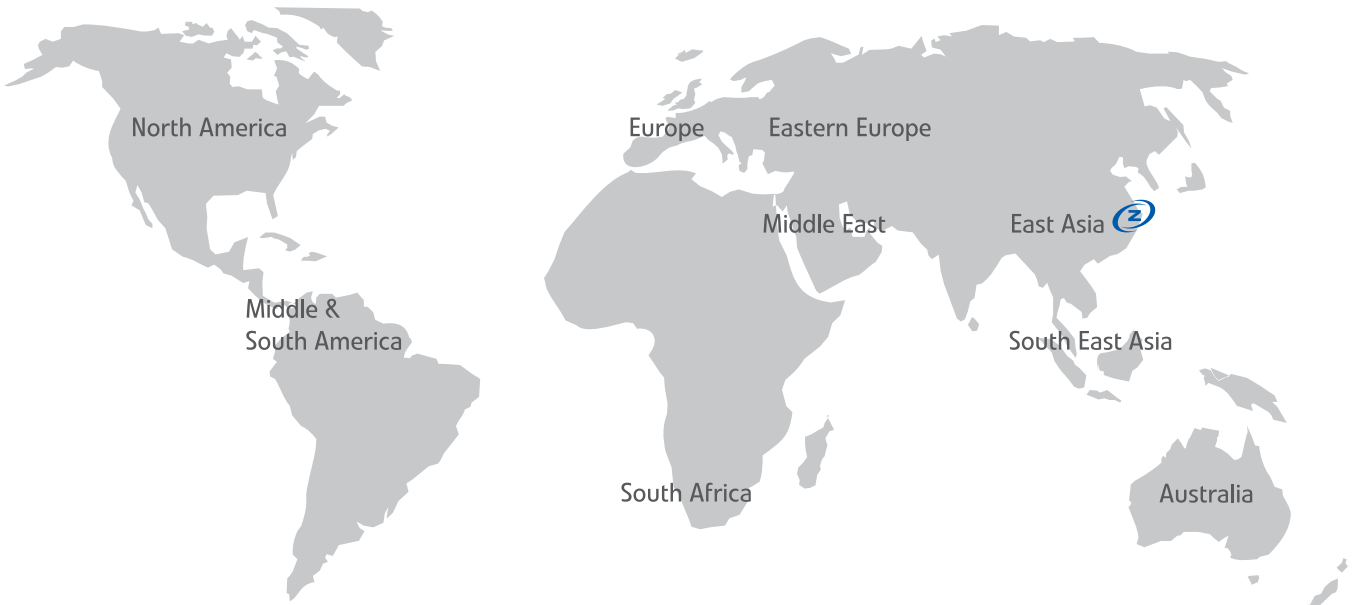 North America
Europe
Eastern Europe
Middle East
East Asia
Z
Middle &
South America
South East Asia
South Africa
Australia